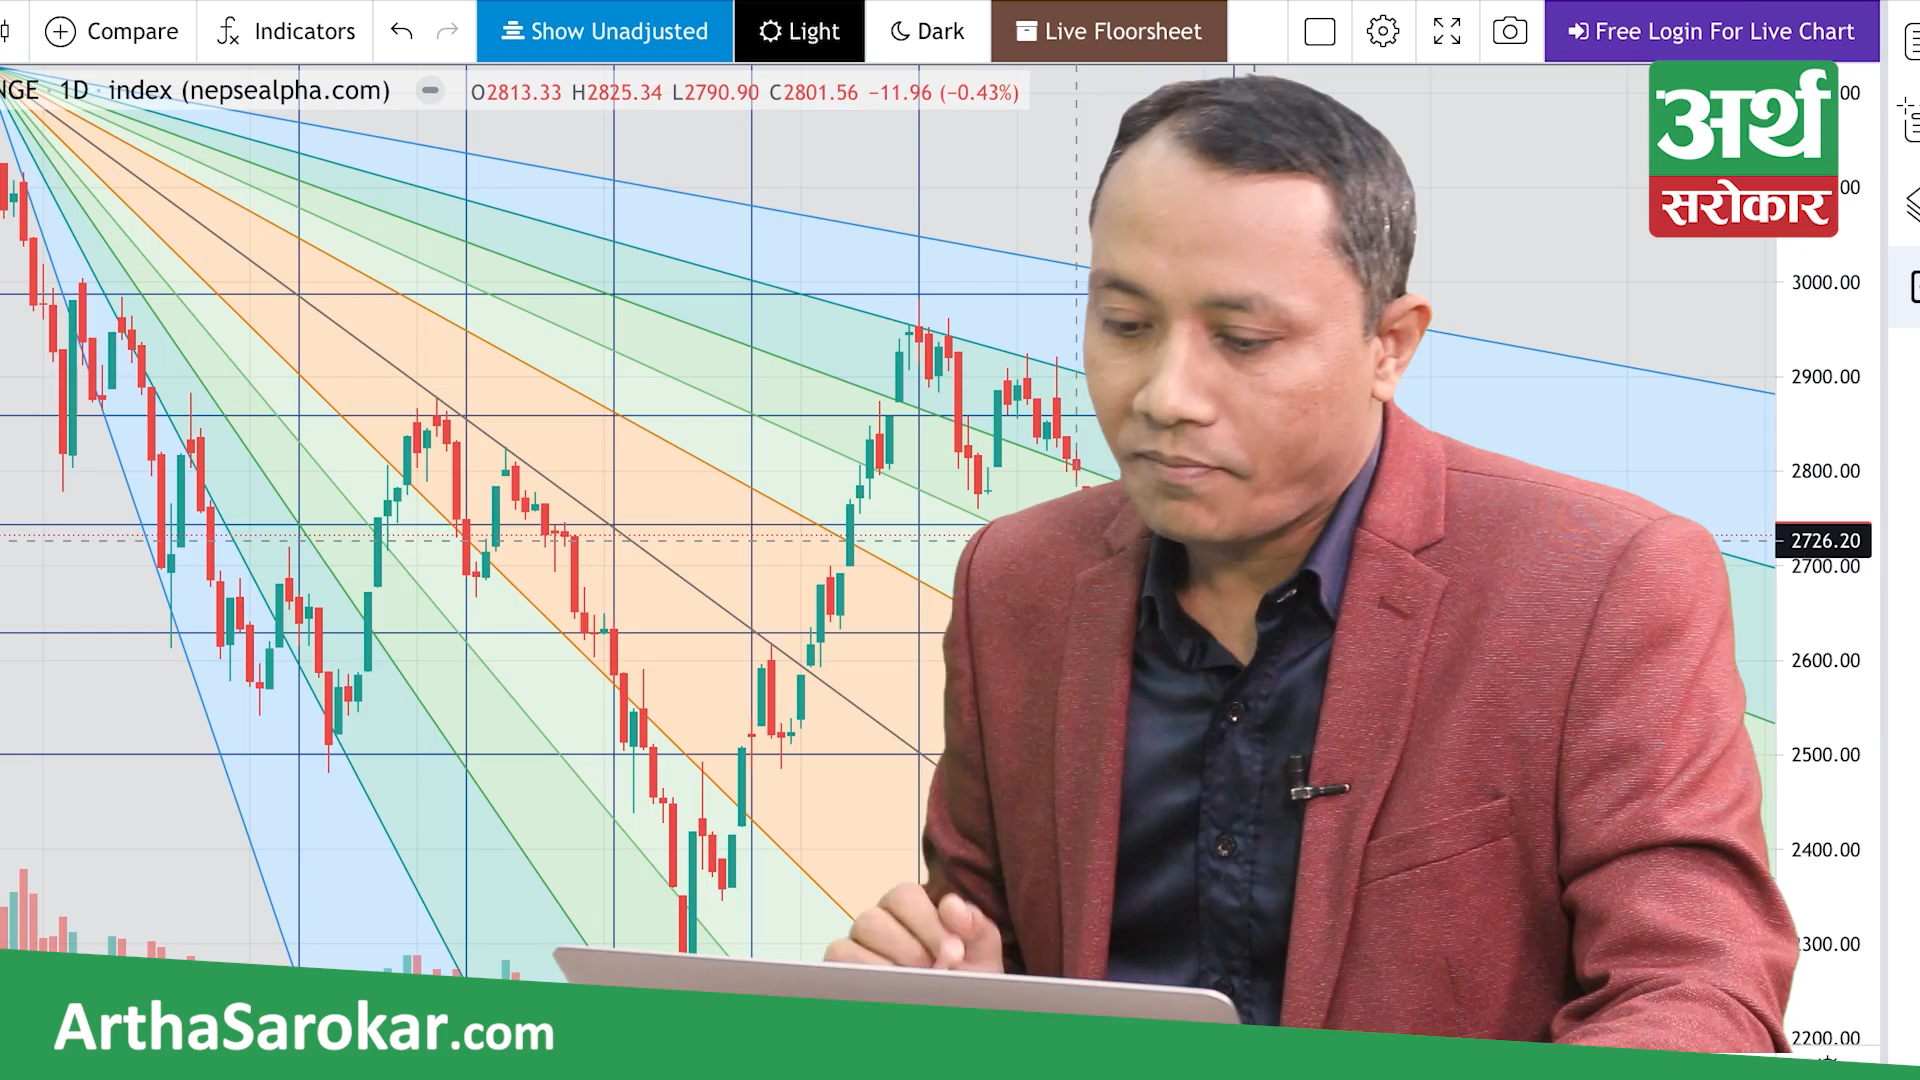 Compare
Indicators
Show Unadjusted
Light
Dark
Live Floorsheet
Free Login For Live Chart
NGE 1D index (nepsealpha.com)
O2813.33 H2825.34 L2790.90 C2801.56 −11.96 (−0.43%)
अर्थ
सरोकार
3000.00
2900.00
2800.00
2726.20
2700.00
2600.00
2500.00
2400.00
2300.00
2200.00
ArthaSarokar.com